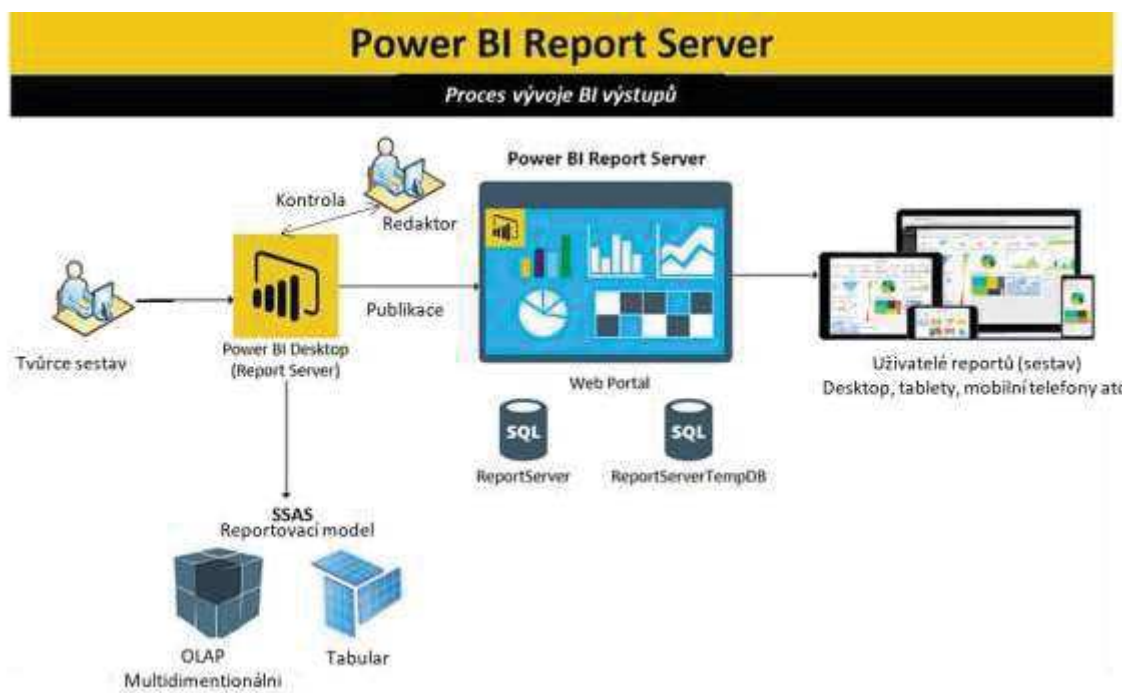 Power BI Report Server
Proces vývoje BI výstupů
Kontrola
Redaktor
Power BI Report Server
Tvůrce sestav
Power BI Desktop
(Report Server)
Publikace
Web Portal
Uživatelé reportů (sestav)
Desktop, tablety, mobilní telefony atd
SQL
ReportServer
SQL
ReportServerTempDB
SSAS
Reportovací model
OLAP
Multidimentionálni
Tabular